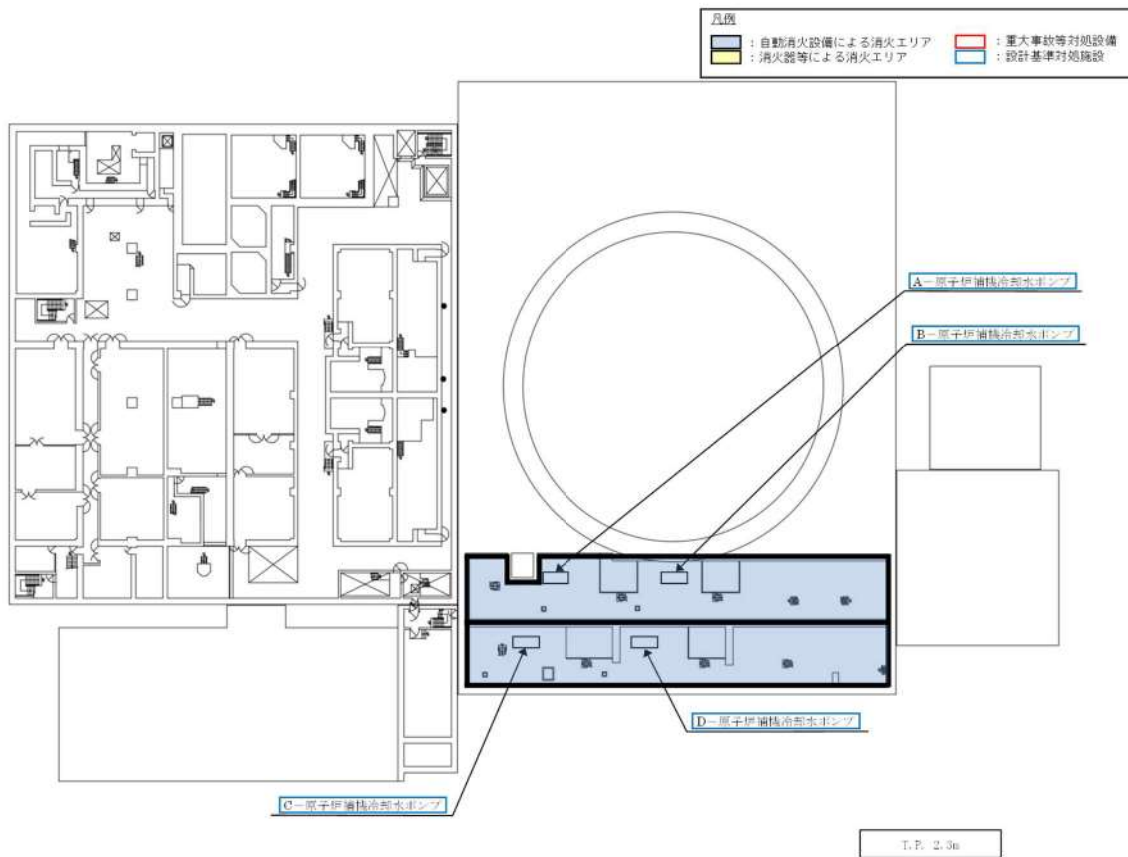 凡例
：自動消火設備による消火エリア
：重大事故等対処設備
：消火器等による消火エリア
：設計基準対処施設
A－原子炉補機冷却水ポンプ
B－原子炉補機冷却水ポンプ
D－原子炉補機冷却水ポンプ
C－原子炉補機冷却水ポンプ
T.P. 2.3m